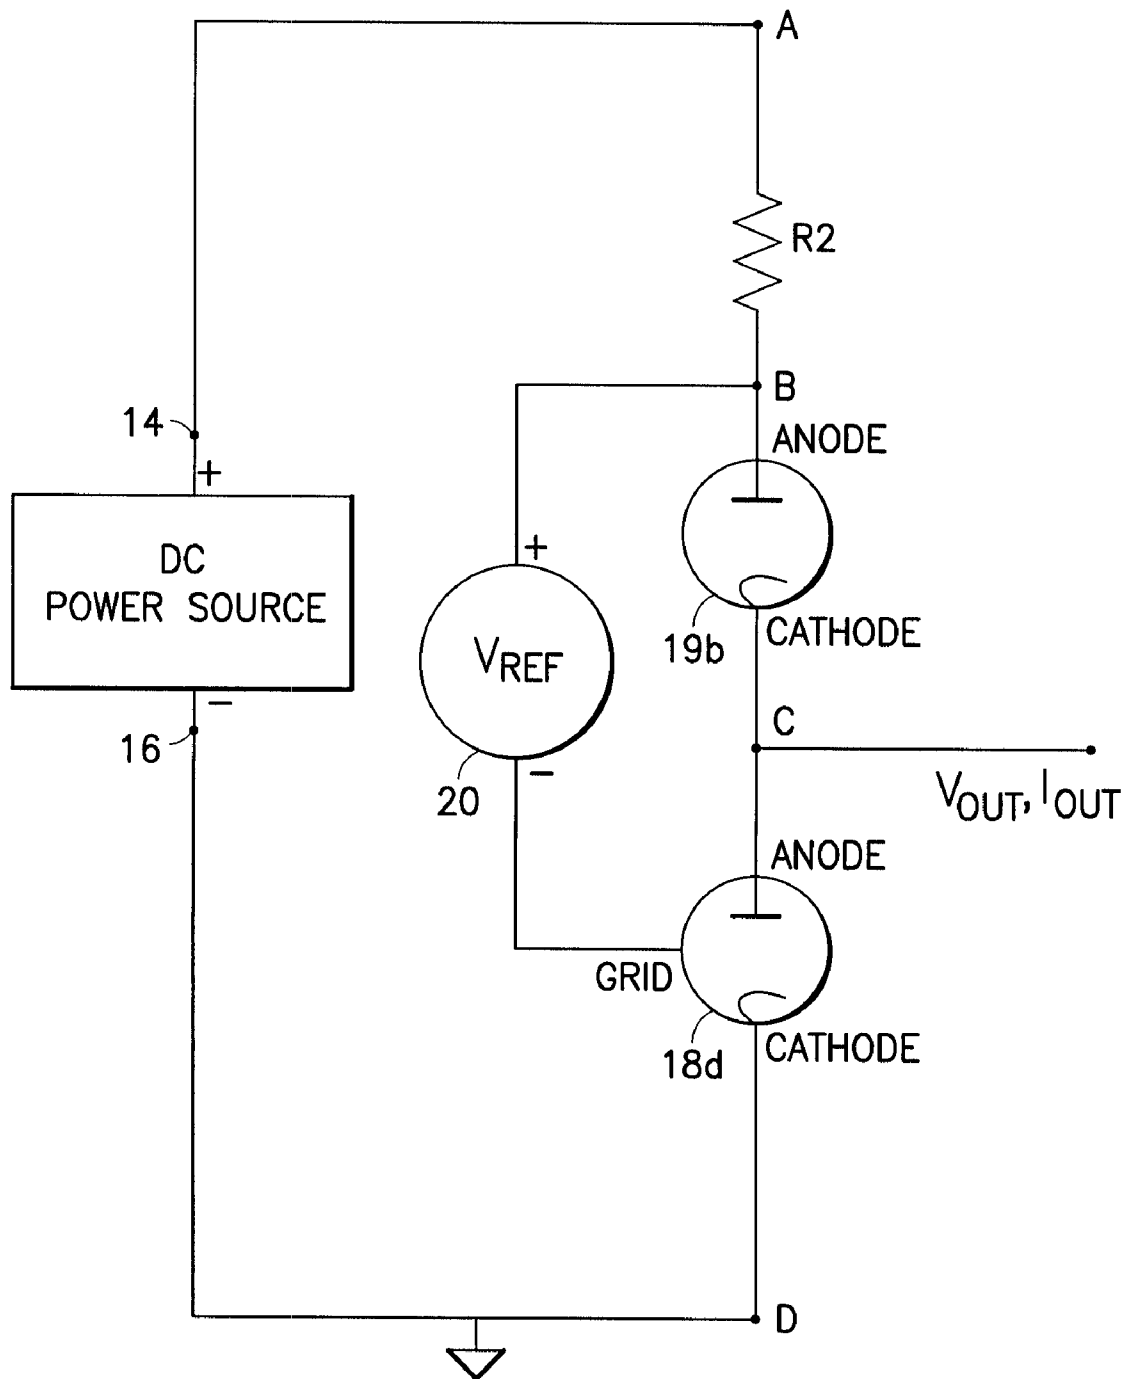 A
R2
B
14
ANODE
+
DC
POWER SOURCE
+
VREF
19b
CATHODE
−
16
C
20
−
VOUT, IOUT
ANODE
GRID
18d
CATHODE
D